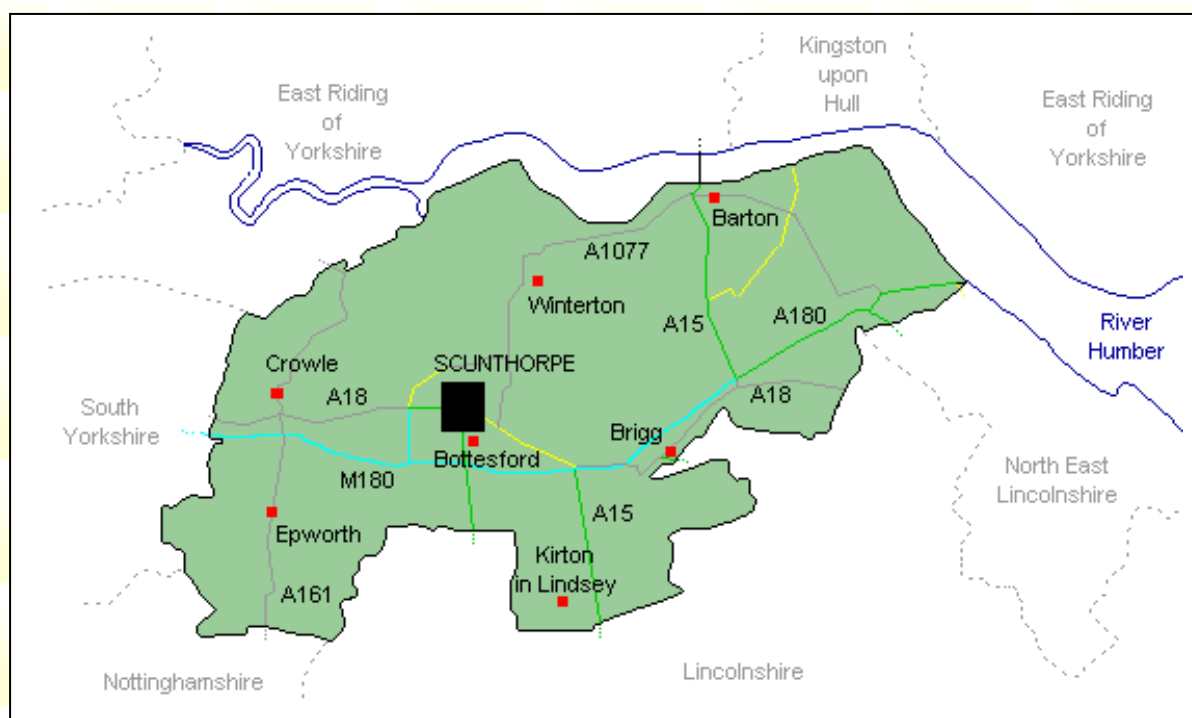 Kingston
upon
Hull
East Riding
of
Yorkshire
East Riding
of
Yorkshire
Barton
A1077
Winterton
A15
A180
River
Humber
Crowle
SCUNTHORPE
A18
A18
South
Yorkshire
Brigg
Bottesford
M180
North East
Lincolnshire
A15
Epworth
Kirton
in Lindsey
A161
Nottinghamshire
Lincolnshire